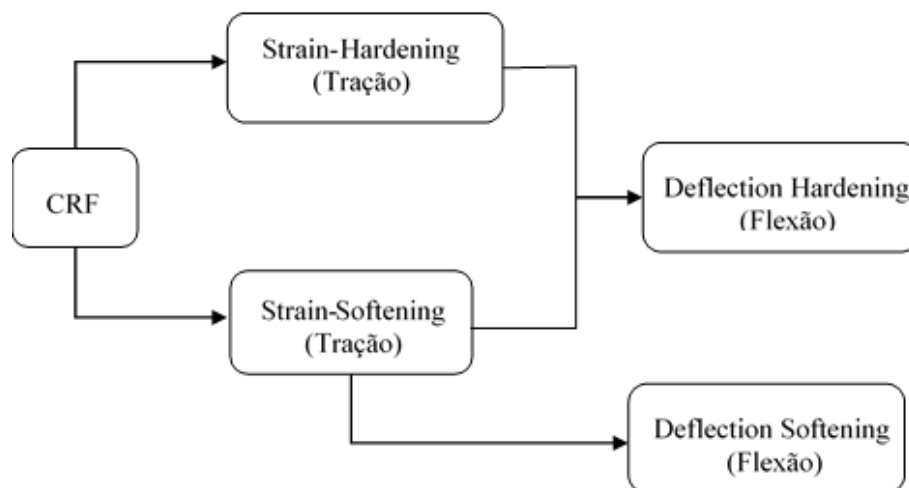 Strain-Hardening
(Tração)
CRF
Deflection Hardening
(Flexão)
Strain-Softening
(Tração)
Deflection Softening
(Flexão)